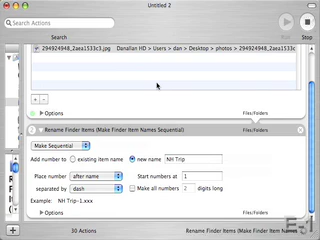 Untitled 2
Search Actions
Search
Stop
294924948_2aea1533c3.jpg Danallan HD > Users > dan > Desktop > photos > 294924948_2aea1533c3...
Options
Files/Folders
2 Rename Finder Items (Make Finder Item Names Sequential)
Make Sequential
Add number to existing item name new name NH Trip
Place number after name Start numbers at 1
separated by dash Make all numbers 2 digits long
Example: NH Trip-1.xxx
Options
Files/Folders
30 Actions Rename Finder Items (Make Finder Item Names